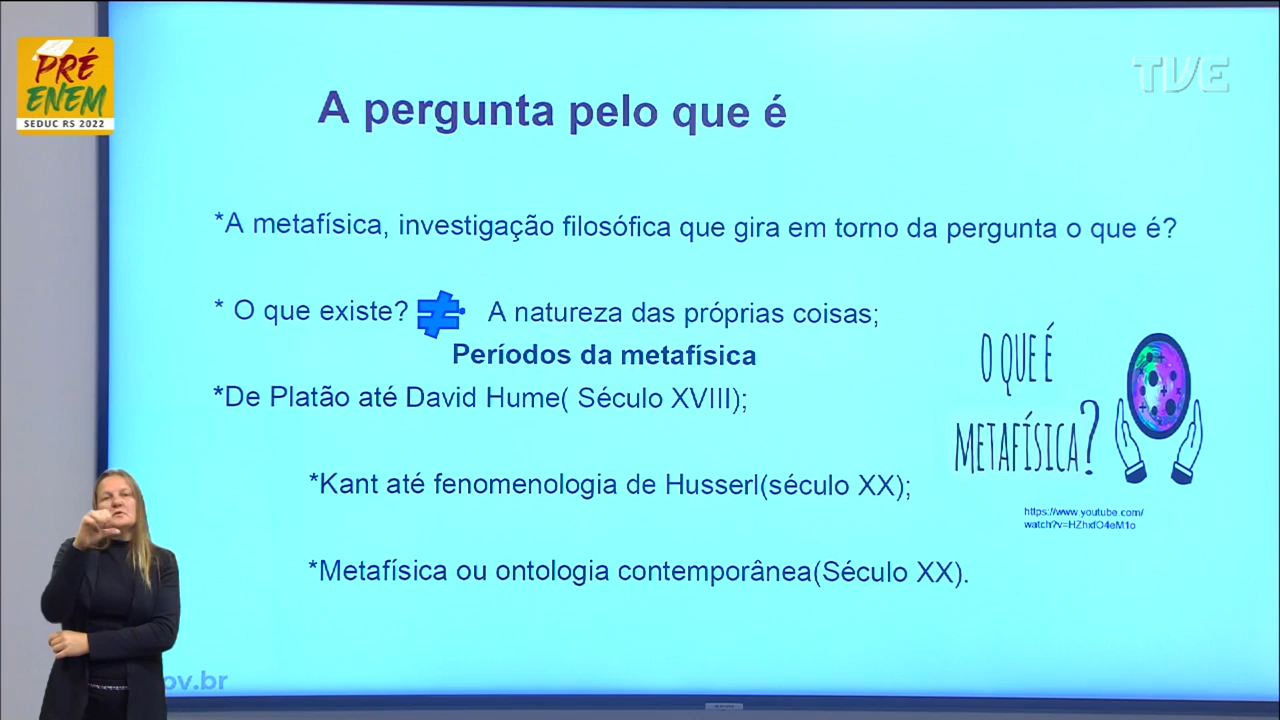 PRÉ
ENEM
SEDUC RS 2022
TVE
A pergunta pelo que é
*A metafísica, investigação filosófica que gira em torno da pergunta o que é?
* O que existe? ≠ A natureza das próprias coisas;
Períodos da metafísica
*De Platão até David Hume( Século XVIII);
*Kant até fenomenologia de Husserl(século XX);
*Metafísica ou ontologia contemporânea(Século XX).
O QUE É
METAFÍSICA?
https://www.youtube.com/
watch?v=HZhxfO4eM1o
ov.br